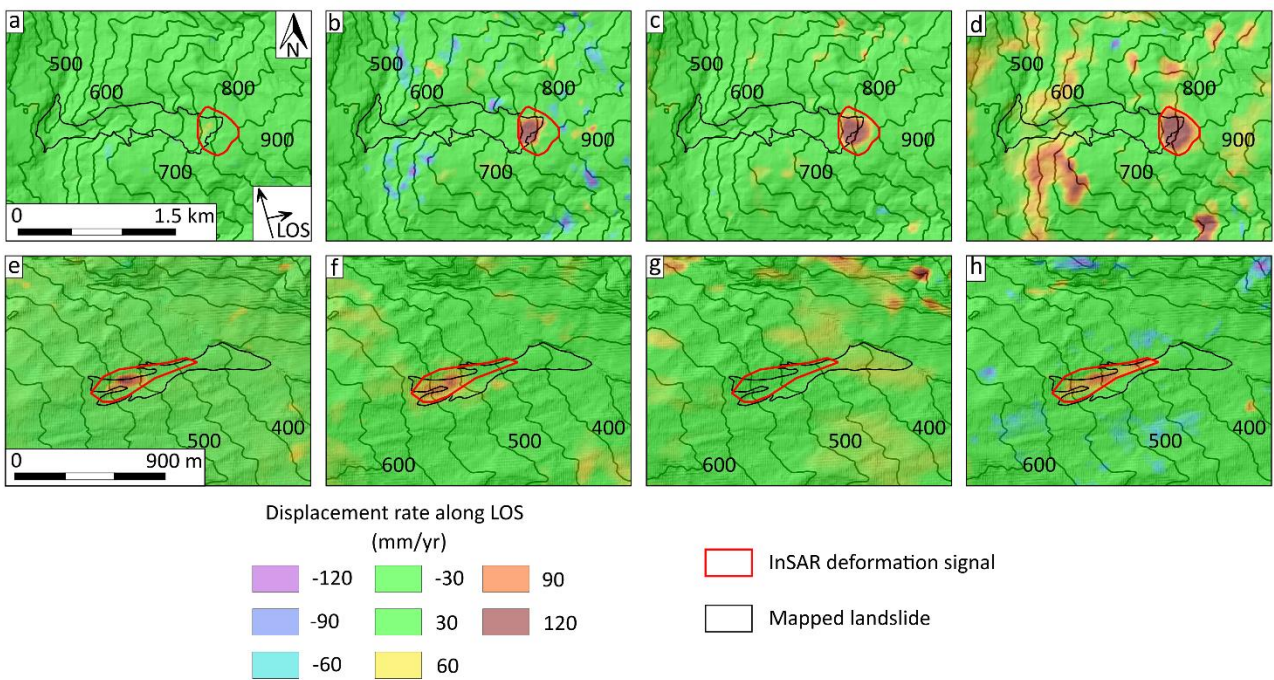 a
N
500
600
800
900
700
0
1.5 km
LOS
b
500
600
800
900
700
c
500
600
800
900
700
d
500
600
800
900
700
e
500
400
0
900 m
f
500
400
600
g
500
400
600
h
500
400
600
Displacement rate along LOS
(mm/yr)
-120 -30 90
-90 30 120
-60 60
InSAR deformation signal
Mapped landslide